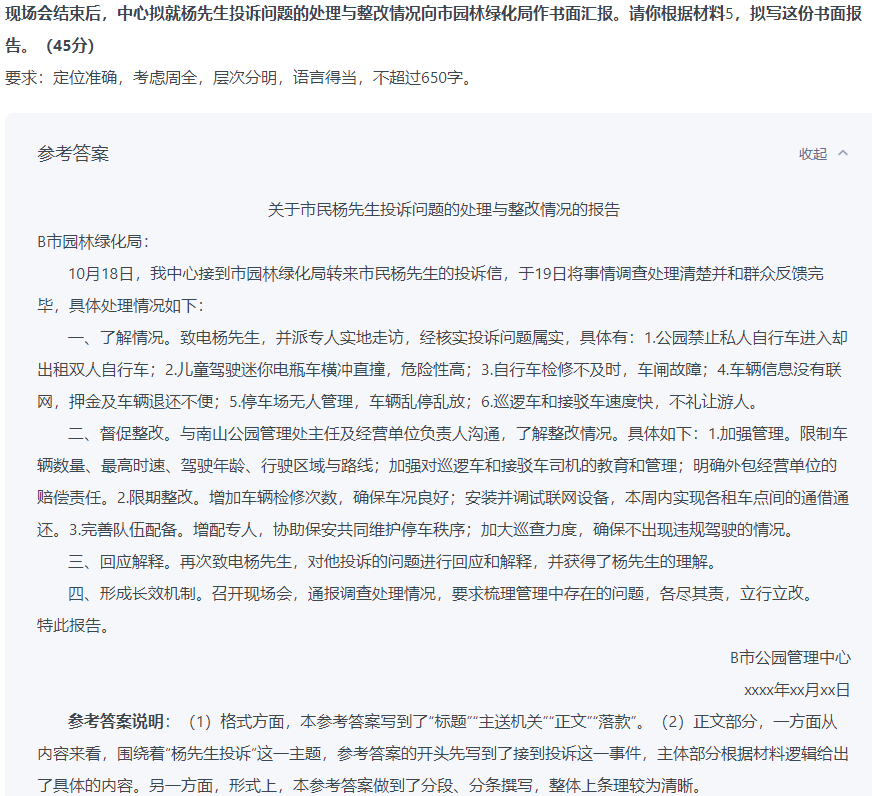 现场会结束后，中心拟就杨先生投诉问题的处理与整改情况向市园林绿化局作书面汇报。请你根据材料5，拟写这份书面报
告。（45分）
要求：定位准确，考虑周全，层次分明，语言得当，不超过650字。
参考答案
收起
关于市民杨先生投诉问题的处理与整改情况的报告
B市园林绿化局：
10月18日，我中心接到市园林绿化局转来市民杨先生的投诉信，于19日将事情调查处理清楚并和群众反馈完
毕，具体处理情况如下：
一、了解情况。致电杨先生，并派专人实地走访，经核实投诉问题属实，具体有：1.公园禁止私人自行车进入却
出租双人自行车；2.儿童驾驶迷你电瓶车横冲直撞，危险性高；3.自行车检修不及时，车闸故障；4.车辆信息没有联
网，押金及车辆退还不便；5.停车场无人管理，车辆乱停乱放；6.巡逻车和接驳车速度快，不礼让游人。
二、督促整改。与南山公园管理处主任及经营单位负责人沟通，了解整改情况。具体如下：1.加强管理。限制车
辆数量、最高时速、驾驶年龄、行驶区域与路线；加强对巡逻车和接驳车司机的教育和管理；明确外包经营单位的
赔偿责任。2.限期整改。增加车辆检修次数，确保车况良好；安装并调试联网设备，本周内实现各租车点间的通借通
还。3.完善队伍配备。增配专人，协助保安共同维护停车秩序；加大巡查力度，确保不出现违规驾驶的情况。
三、回应解释。再次致电杨先生，对他投诉的问题进行回应和解释，并获得了杨先生的理解。
四、形成长效机制。召开现场会，通报调查处理情况，要求梳理管理中存在的问题，各尽其责，立行立改。
特此报告。
B市公园管理中心
xxxx年xx月xx日
参考答案说明：（1）格式方面，本参考答案写到了“标题”“主送机关”“正文”“落款”。（2）正文部分，一方面从
内容来看，围绕着“杨先生投诉”这一主题，参考答案的开头先写到了接到投诉这一事件，主体部分根据材料逻辑给出
了具体的内容。另一方面，形式上，本参考答案做到了分段、分条撰写，整体上条理较为清晰。